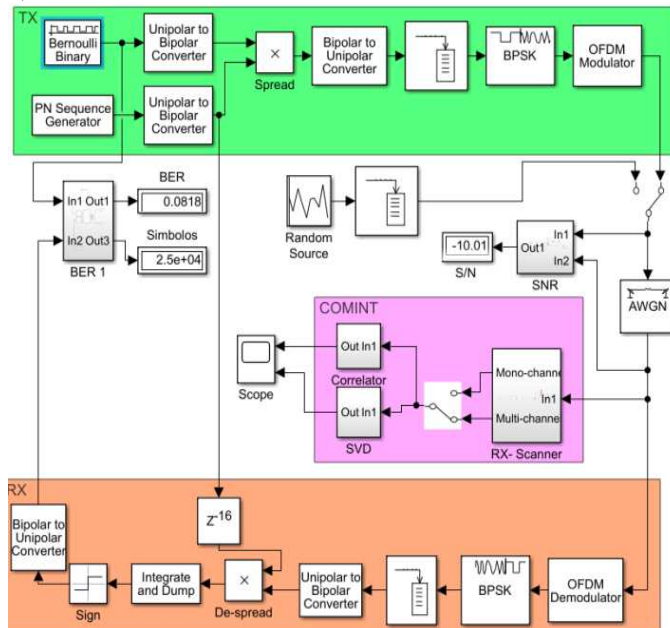 TX
Bernoulli
Binary
Unipolar to
Bipolar
Converter
×
Spread
Bipolar to
Unipolar
Converter
BPSK
OFDM
Modulator
PN Sequence
Generator
Unipolar to
Bipolar
Converter
BER
In1 Out1
0.0818
Simbolos
In2 Out3
2.5e+04
BER 1
Random
Source
-10.01
S/N
In1
Out1
In2
SNR
AWGN
COMINT
Scope
Out In1
Correlator
Out In1
SVD
Mono-channe
In1
Multi-channe
RX- Scanner
RX
Bipolar to
Unipolar
Converter
Sign
Integrate
and Dump
Z-16
×
De-spread
Unipolar to
Bipolar
Converter
BPSK
OFDM
Demodulator